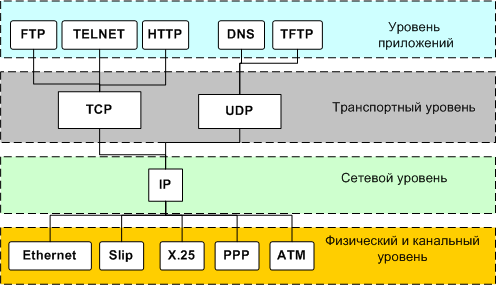 FTP TELNET HTTP DNS TFTP Уровень
приложений
TCP UDP Транспортный уровень
IP Сетевой уровень
Физический и канальный
уровень
Ethernet Slip X.25 PPP ATM